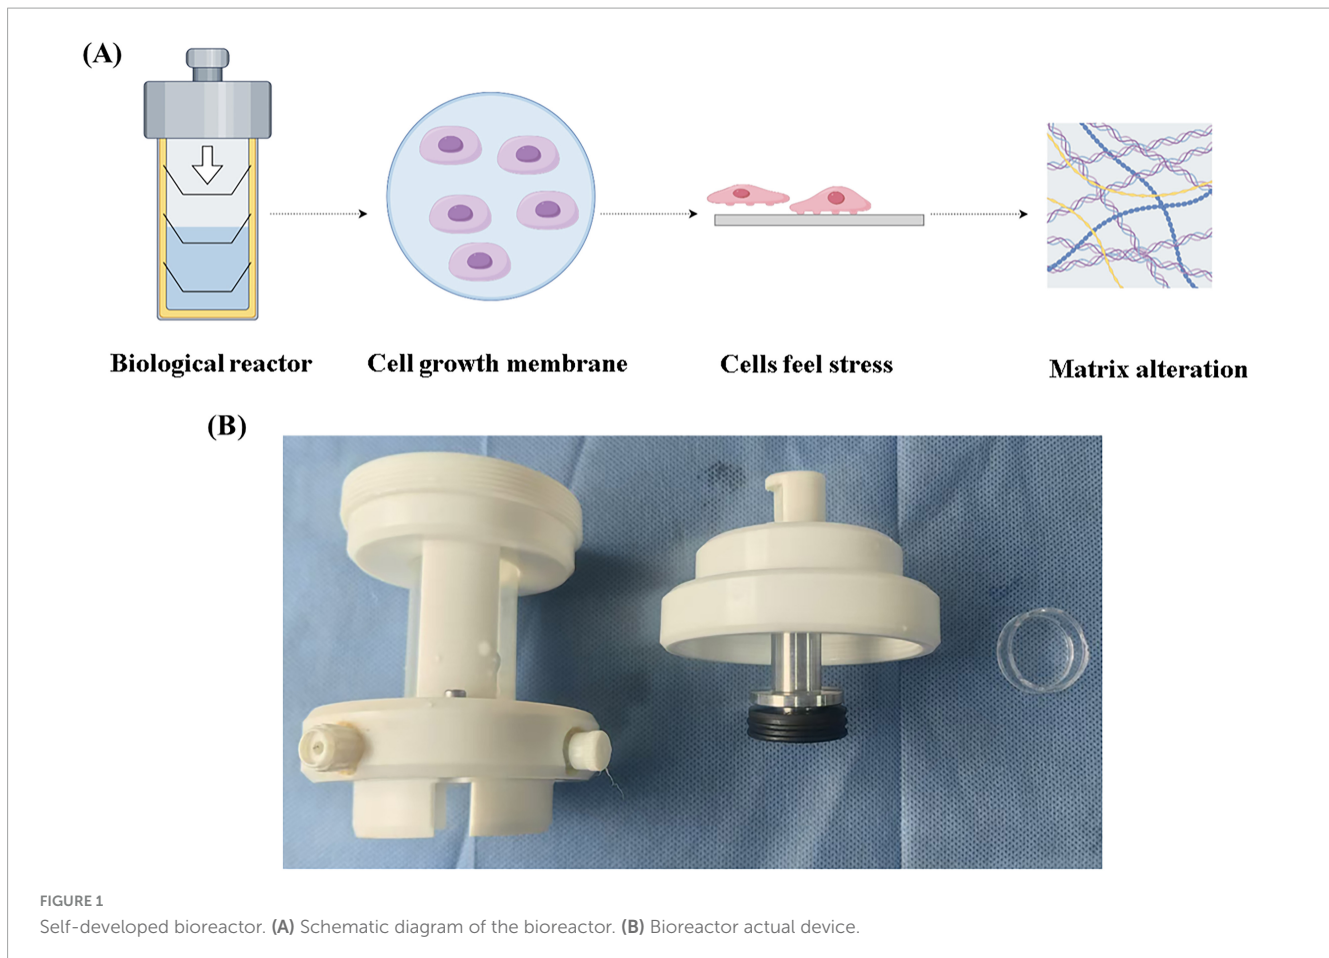 (A)
Biological reactor
Cell growth membrane
Cells feel stress
Matrix alteration
(B)
FIGURE 1
Self-developed bioreactor. (A) Schematic diagram of the bioreactor. (B) Bioreactor actual device.